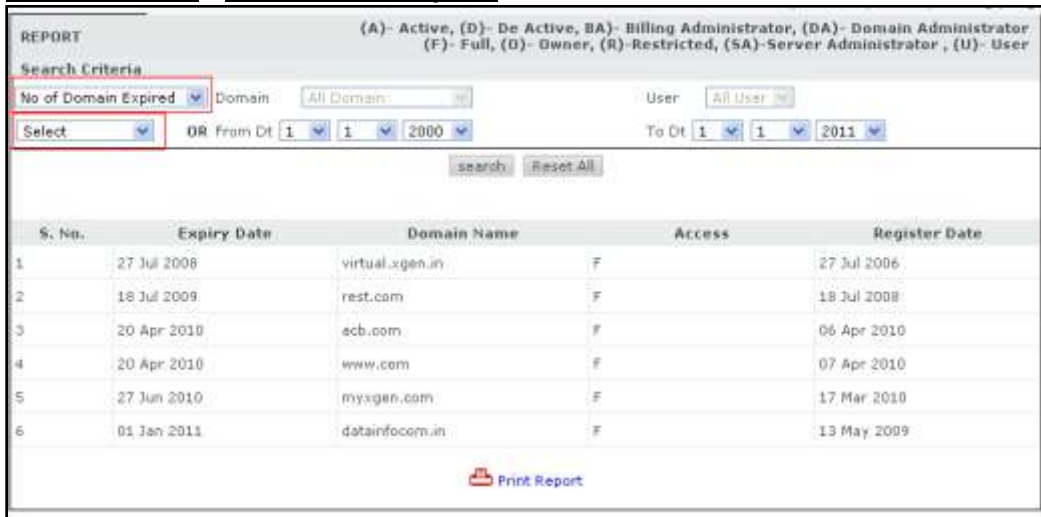 REPORT
(A)- Active, (D)- De Active, BA)- Billing Administrator, (DA)- Domain Administrator
(F)- Full, (O)- Owner, (R)-Restricted, (SA)-Server Administrator , (U)- User
Search Criteria
No of Domain Expired Domain All Domain User All User
Select OR From Dt 1 1 2000 To Dt 1 1 2011
search Reset All
S. No. Expiry Date Domain Name Access Register Date
1 27 Jul 2008 virtual.xgen.in F 27 Jul 2006
2 18 Jul 2009 rest.com F 18 Jul 2008
3 20 Apr 2010 acb.com F 06 Apr 2010
4 20 Apr 2010 www.com F 07 Apr 2010
5 27 Jun 2010 myxgen.com F 17 Mar 2010
6 01 Jan 2011 datainfocom.in F 13 May 2009
Print Report